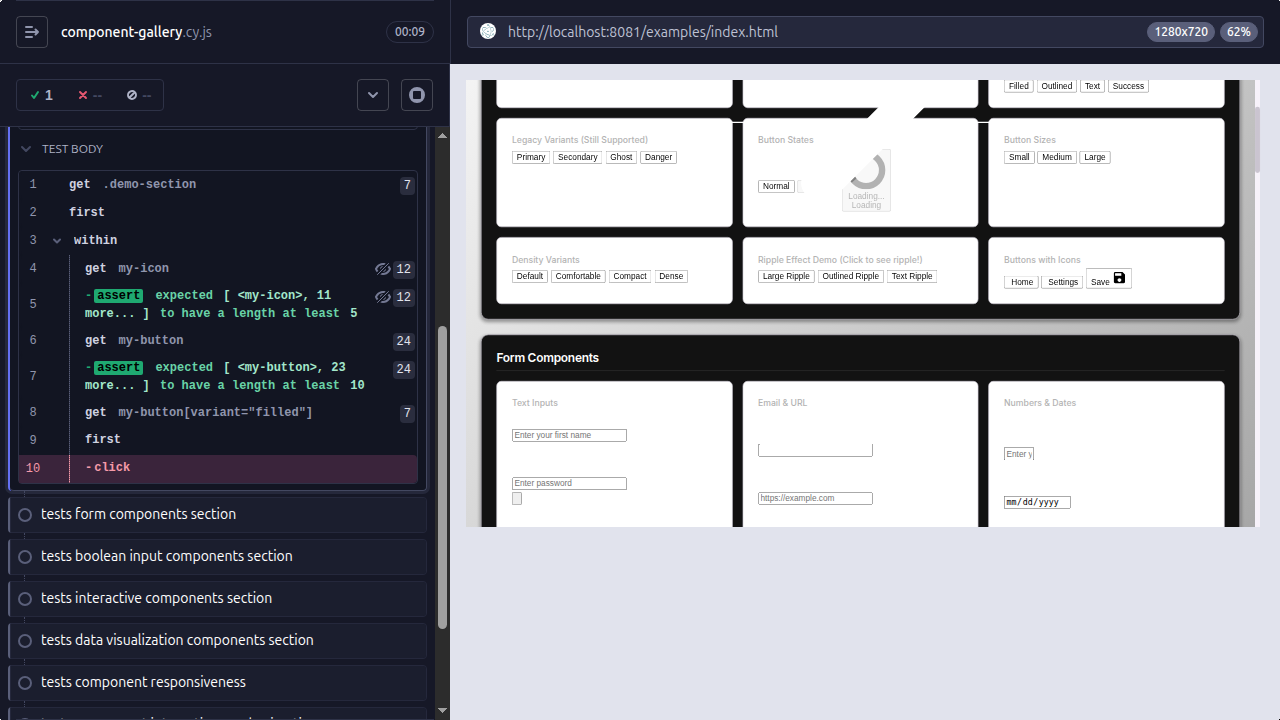 component-gallery.cy.js
00:09
http://localhost:8081/examples/index.html
1280x720
62%
1
--
--
TEST BODY
1 get .demo-section 7
2 first
3 within
4 get my-icon 12
5 -assert expected [ <my-icon>, 11 more... ] to have a length at least 5 12
6 get my-button 24
7 -assert expected [ <my-button>, 23 more... ] to have a length at least 10 24
8 get my-button[variant="filled"] 7
9 first
10 -click
tests form components section
tests boolean input components section
tests interactive components section
tests data visualization components section
tests component responsiveness
Filled Outlined Text Success
Legacy Variants (Still Supported)
Primary Secondary Ghost Danger
Button States
Normal
Loading...
Loading
Button Sizes
Small Medium Large
Density Variants
Default Comfortable Compact Dense
Ripple Effect Demo (Click to see ripple!)
Large Ripple Outlined Ripple Text Ripple
Buttons with Icons
Home Settings Save
Form Components
Text Inputs
Enter your first name
Enter password
Email & URL
https://example.com
Numbers & Dates
Enter y
mm/dd/yyyy